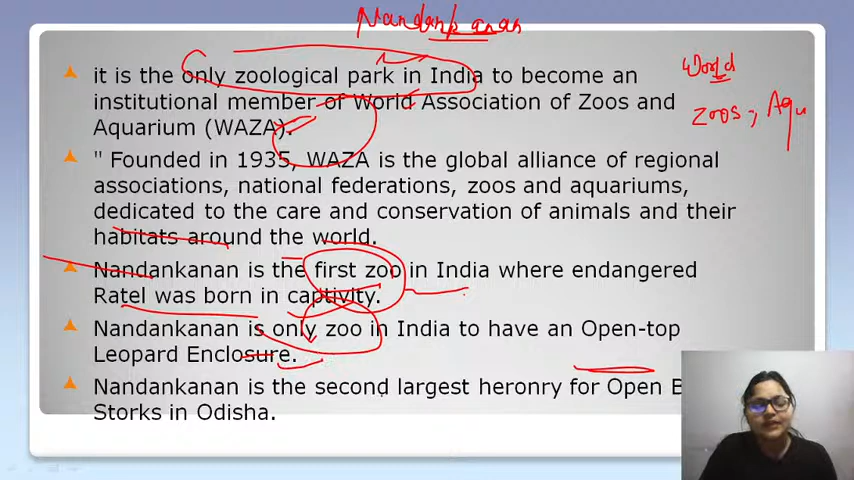 Nandankanan
it is the only zoological park in India to become an
institutional member of World Association of Zoos and
Aquarium (WAZA).
World
Zoos, Aqu
" Founded in 1935, WAZA is the global alliance of regional
associations, national federations, zoos and aquariums,
dedicated to the care and conservation of animals and their
habitats around the world.
Nandankanan is the first zoo in India where endangered
Ratel was born in captivity.
Nandankanan is only zoo in India to have an Open-top
Leopard Enclosure.
Nandankanan is the second largest heronry for Open B
Storks in Odisha.